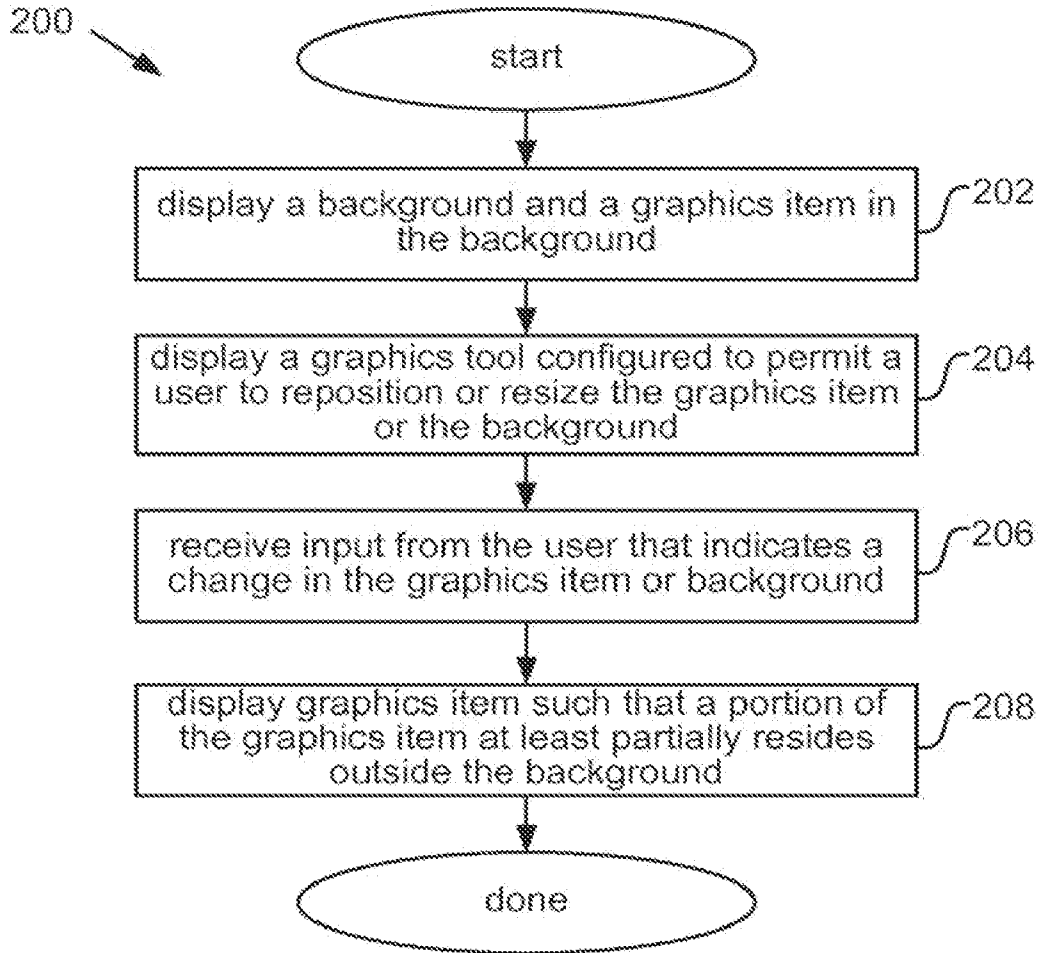 200
start
display a background and a graphics item in
the background
202
display a graphics tool configured to permit a
user to reposition or resize the graphics item
or the background
204
receive input from the user that indicates a
change in the graphics item or background
206
display graphics item such that a portion of
the graphics item at least partially resides
outside the background
208
done